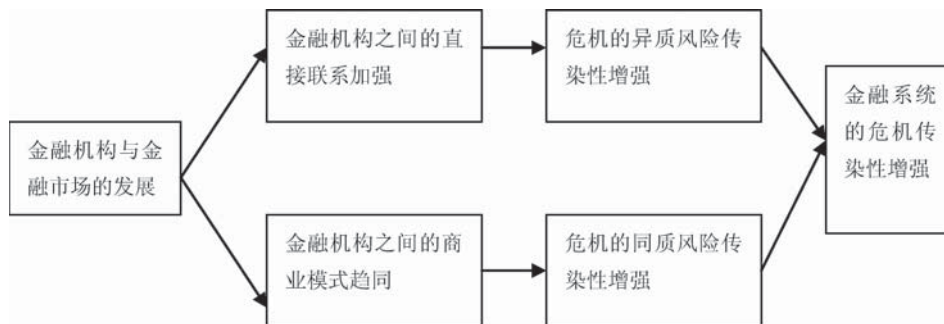 金融机构与金
融市场的发展
金融机构之间的直
接联系加强
危机的异质风险传
染性增强
金融机构之间的商
业模式趋同
危机的同质风险传
染性增强
金融系统
的危机传
染性增强